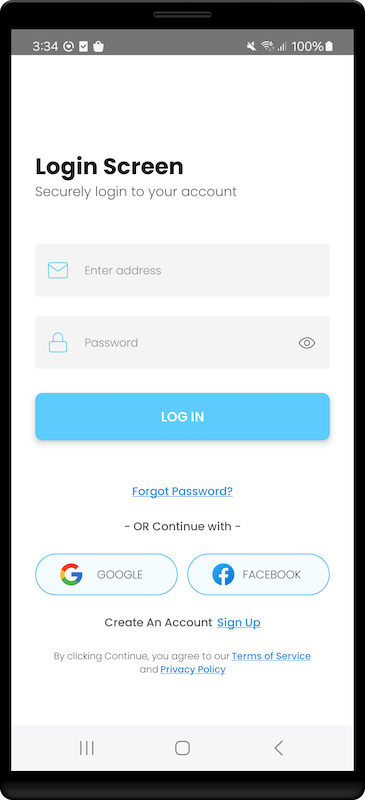 3:34 100%
Login Screen
Securely login to your account
Enter address
Password
LOG IN
Forgot Password?
- OR Continue with -
GOOGLE FACEBOOK
Create An Account Sign Up
By clicking Continue, you agree to our Terms of Service
and Privacy Policy